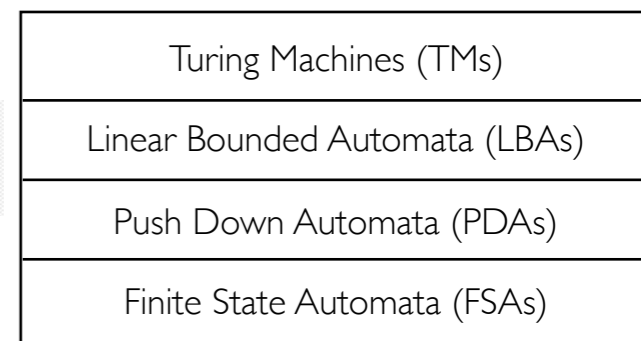 Turing Machines (TMs)
Linear Bounded Automata (LBAs)
Push Down Automata (PDAs)
Finite State Automata (FSAs)